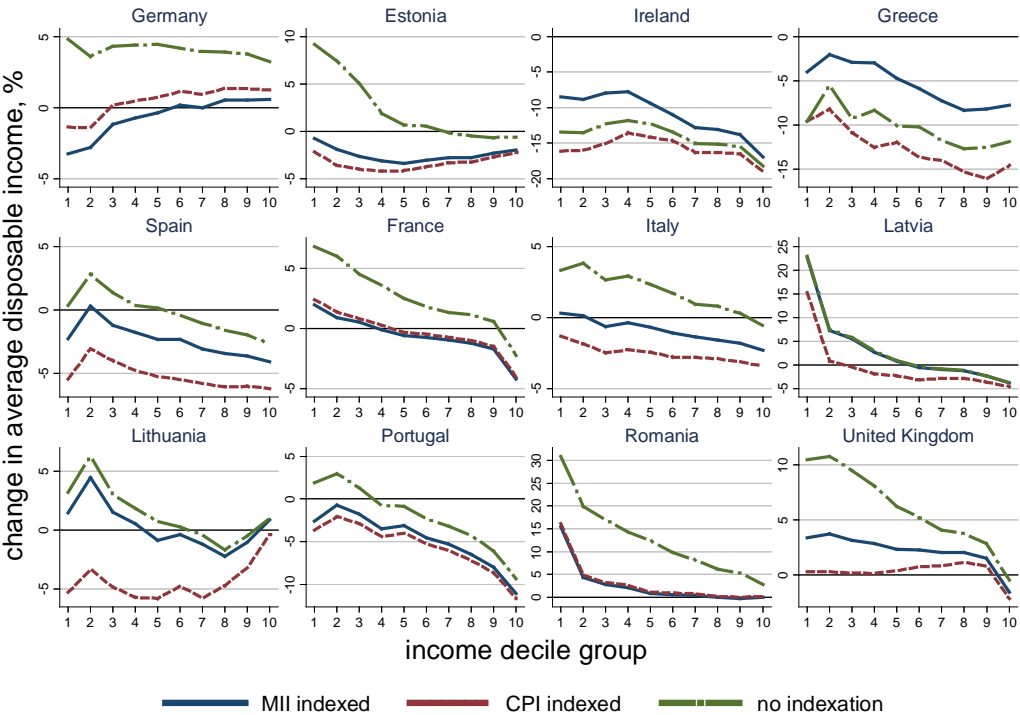 Germany Estonia Ireland Greece
5 0 -5
10 5 0 -5
0 -5 -10 -15 -20
0 -5 -10 -15
1 2 3 4 5 6 7 8 9 10
1 2 3 4 5 6 7 8 9 10
1 2 3 4 5 6 7 8 9 10
1 2 3 4 5 6 7 8 9 10
Spain France Italy Latvia
5 0 -5
5 0 -5
5 0 -5
25 20 15 10 5 0 -5
1 2 3 4 5 6 7 8 9 10
1 2 3 4 5 6 7 8 9 10
1 2 3 4 5 6 7 8 9 10
1 2 3 4 5 6 7 8 9 10
Lithuania Portugal Romania United Kingdom
5 0 -5
5 0 -5 -10
30 25 20 15 10 5 0
10 5 0
1 2 3 4 5 6 7 8 9 10
1 2 3 4 5 6 7 8 9 10
1 2 3 4 5 6 7 8 9 10
1 2 3 4 5 6 7 8 9 10
change in average disposable income, %
income decile group
MII indexed CPI indexed no indexation